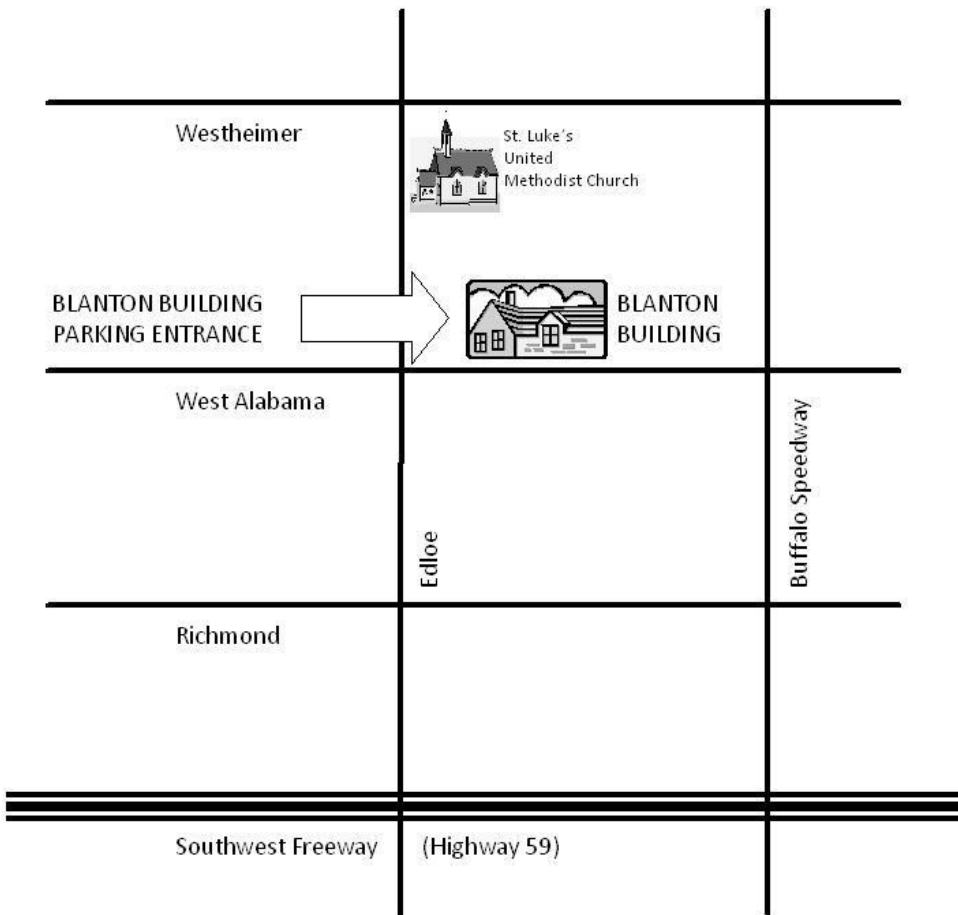 Westheimer
St. Luke's
United
Methodist Church
BLANTON BUILDING
PARKING ENTRANCE
BLANTON
BUILDING
West Alabama
Buffalo Speedway
Edloe
Richmond
Southwest Freeway
(Highway 59)